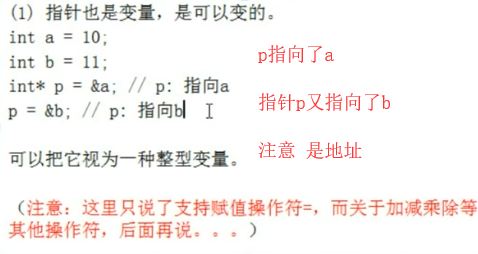 (1) 指针也是变量，是可以变的。
int a = 10;
int b = 11;
int* p = &a; // p: 指向a
p = &b; // p: 指向b
p指向了a
指针p又指向了b
注意 是地址
可以把它视为一种整型变量。
（注意：这里只说了支持赋值操作符=，而关于加减乘除等
其他操作符，后面再说。。。）